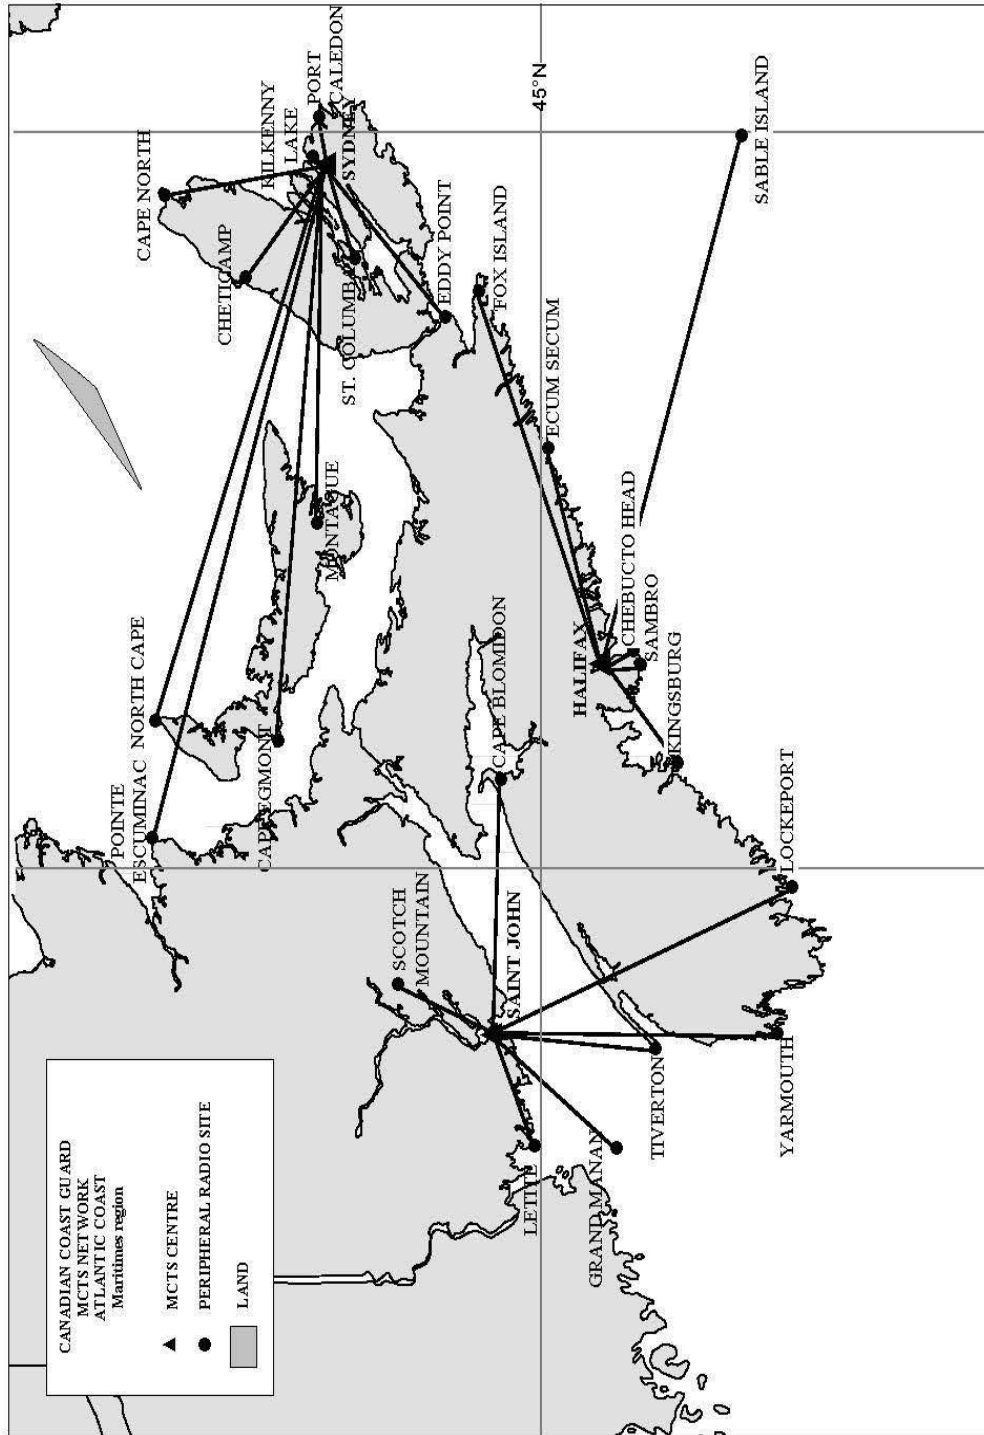 CANADIAN COAST GUARD
MCTS NETWORK
ATLANTIC COAST
Maritimes region
MCTS CENTRE
PERIPHERAL RADIO SITE
LAND
POINTE
ESCUMINAC
NORTH CAPE
CAPE EGMONT
MONTAGUE
CHETICAMP
CAPE NORTH
KILKENNY
LAKE
PORT
CALEDON
SYDNEY
ST. COLUMBA
EDDY POINT
FOX ISLAND
ECUM SECUM
45°N
SABLE ISLAND
CHEBUCTO HEAD
SAMBRO
HALIFAX
KINGSBURG
CAPE BLOMIDON
LOCKEPORT
SCOTCH
MOUNTAIN
SAINT JOHN
YARMOUTH
TIVERTON
GRAND MANAN
LETITE